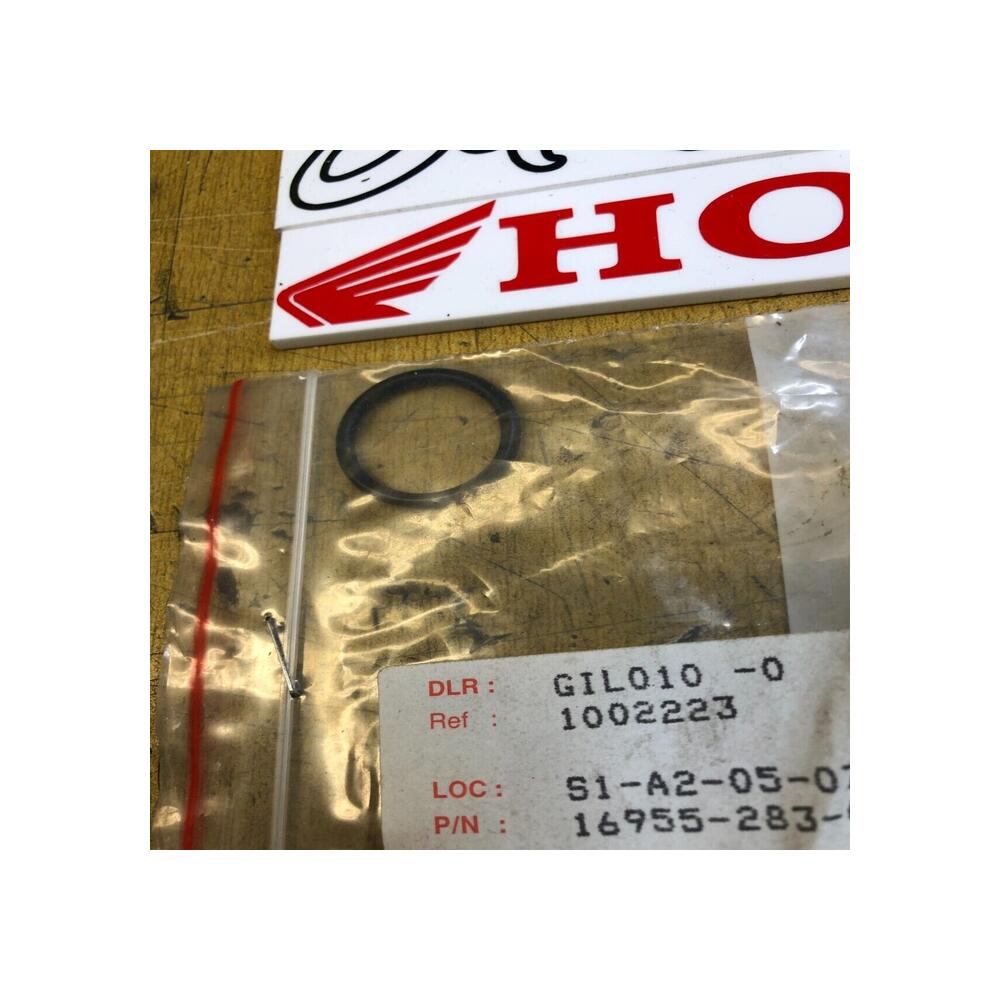 HO
DLR : GIL010 -0
Ref : 1002223
LOC : S1-A2-05-07
P/N : 16955-283-